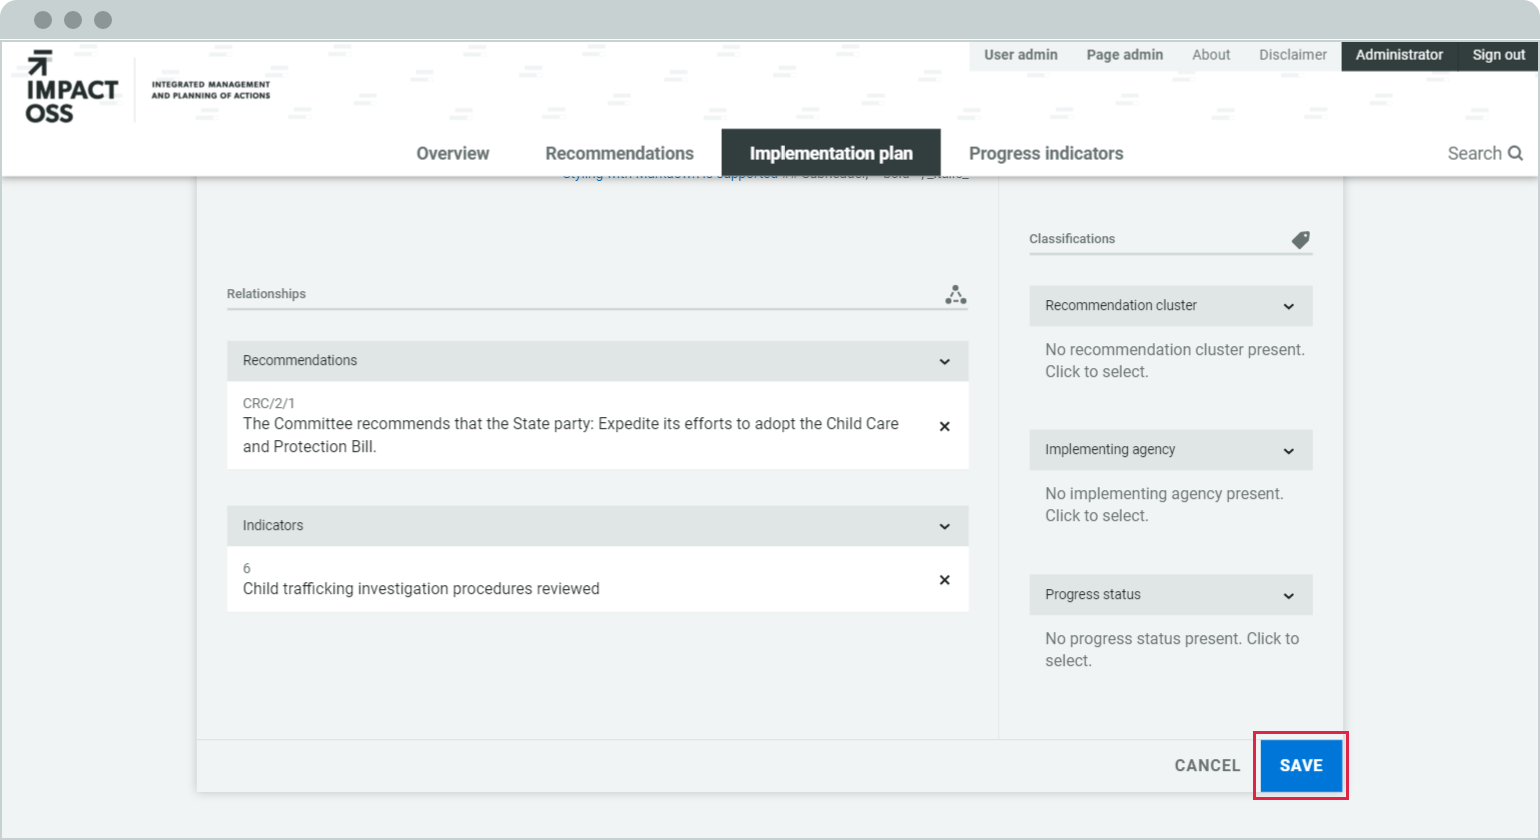 IMPACT
OSS
INTEGRATED MANAGEMENT
AND PLANNING OF ACTIONS
User admin
Page admin
About
Disclaimer
Administrator
Sign out
Overview
Recommendations
Implementation plan
Progress indicators
Search
Relationships
Recommendations
CRC/2/1
The Committee recommends that the State party: Expedite its efforts to adopt the Child Care
and Protection Bill.
Indicators
6
Child trafficking investigation procedures reviewed
Classifications
Recommendation cluster
No recommendation cluster present.
Click to select.
Implementing agency
No implementing agency present.
Click to select.
Progress status
No progress status present. Click to
select.
CANCEL
SAVE